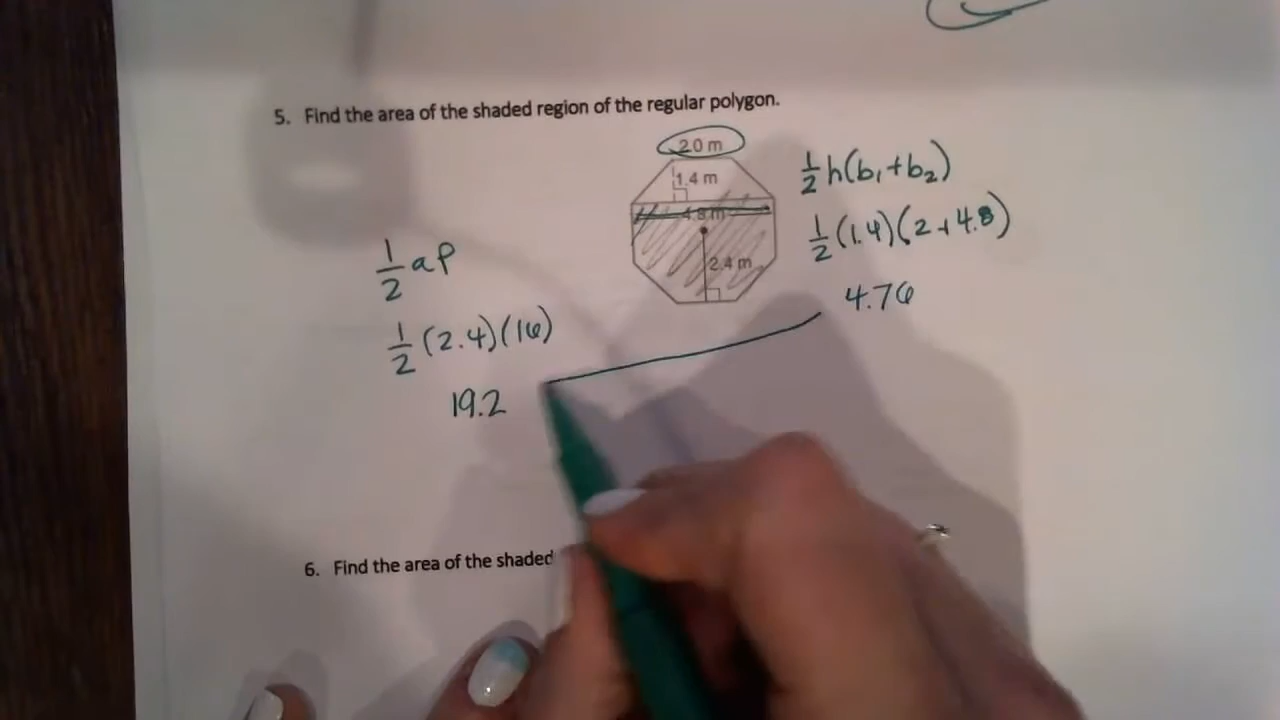 5. Find the area of the shaded region of the regular polygon.
2.0 m
1.4 m
4.8 m
2.4 m
½h(b₁+b₂)
½(1.4)(2+4.8)
4.76
½ap
½(2.4)(16)
19.2
6. Find the area of the shaded